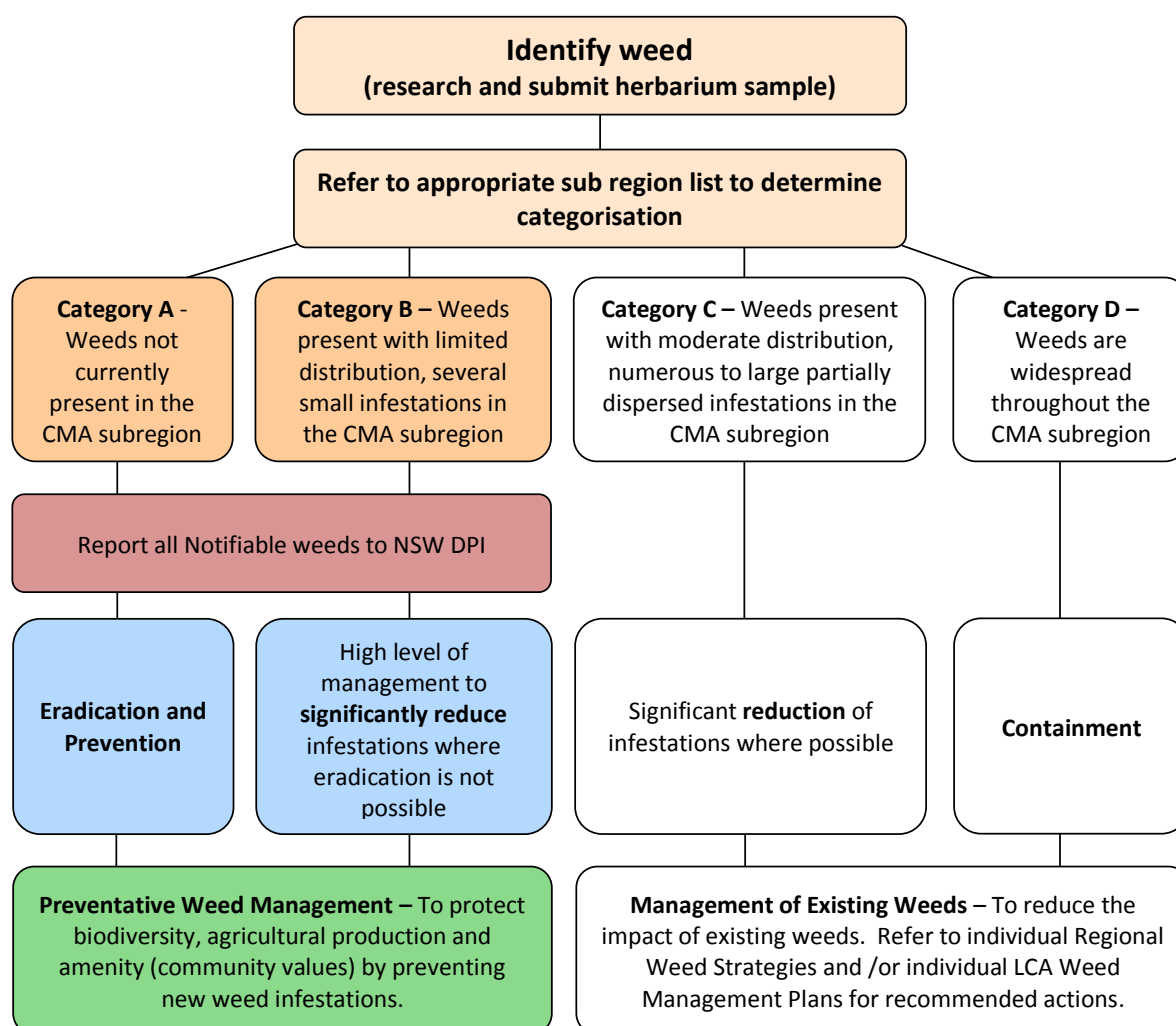 Identify weed
(research and submit herbarium sample)
Refer to appropriate sub region list to determine
categorisation
Category A -
Weeds not
currently
present in the
CMA subregion
Category B – Weeds
present with limited
distribution, several
small infestations in
the CMA subregion
Category C – Weeds present
with moderate distribution,
numerous to large partially
dispersed infestations in the
CMA subregion
Category D –
Weeds are
widespread
throughout the
CMA subregion
Report all Notifiable weeds to NSW DPI
Eradication and
Prevention
High level of
management to
significantly reduce
infestations where
eradication is not
possible
Significant reduction of
infestations where possible
Containment
Preventative Weed Management – To protect
biodiversity, agricultural production and
amenity (community values) by preventing
new weed infestations.
Management of Existing Weeds – To reduce the
impact of existing weeds.  Refer to individual Regional
Weed Strategies and /or individual LCA Weed
Management Plans for recommended actions.